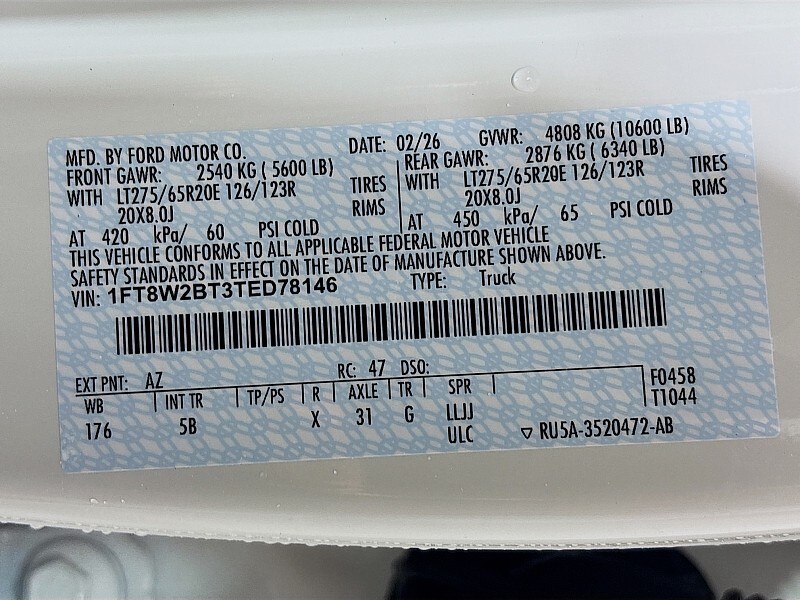 MFD. BY FORD MOTOR CO. DATE: 02/26 GVWR: 4808 KG (10600 LB)
FRONT GAWR: 2540 KG ( 5600 LB) REAR GAWR: 2876 KG ( 6340 LB)
WITH LT275/65R20E 126/123R TIRES WITH LT275/65R20E 126/123R TIRES
20X8.0J RIMS 20X8.0J RIMS
AT 420 kPa/ 60 PSI COLD AT 450 kPa/ 65 PSI COLD
THIS VEHICLE CONFORMS TO ALL APPLICABLE FEDERAL MOTOR VEHICLE
SAFETY STANDARDS IN EFFECT ON THE DATE OF MANUFACTURE SHOWN ABOVE.
VIN: 1FT8W2BT3TED78146 TYPE: Truck
EXT PNT: AZ RC: 47 DSO:
WB INT TR TP/PS R AXLE TR SPR F0458
176 5B X 31 G LLJJ T1044
ULC ▽ RU5A-3520472-AB